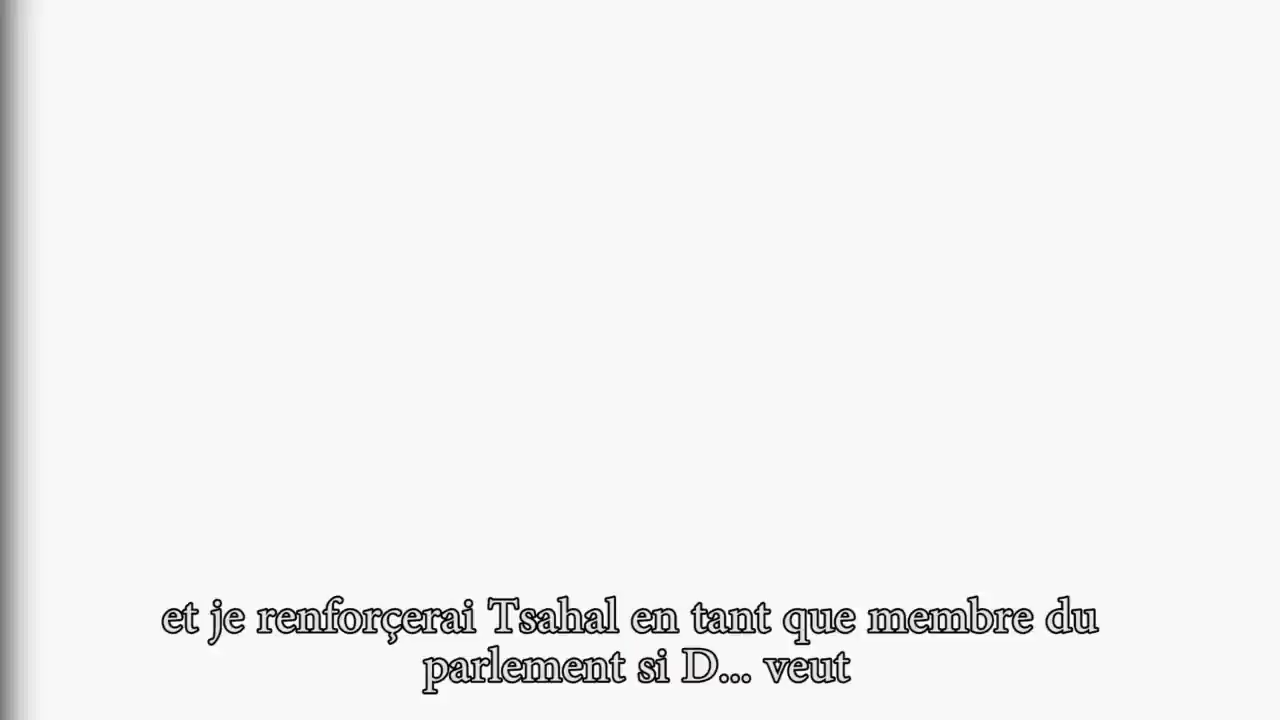 et je renforçerai Tsahal en tant que membre du
parlement si D... veut